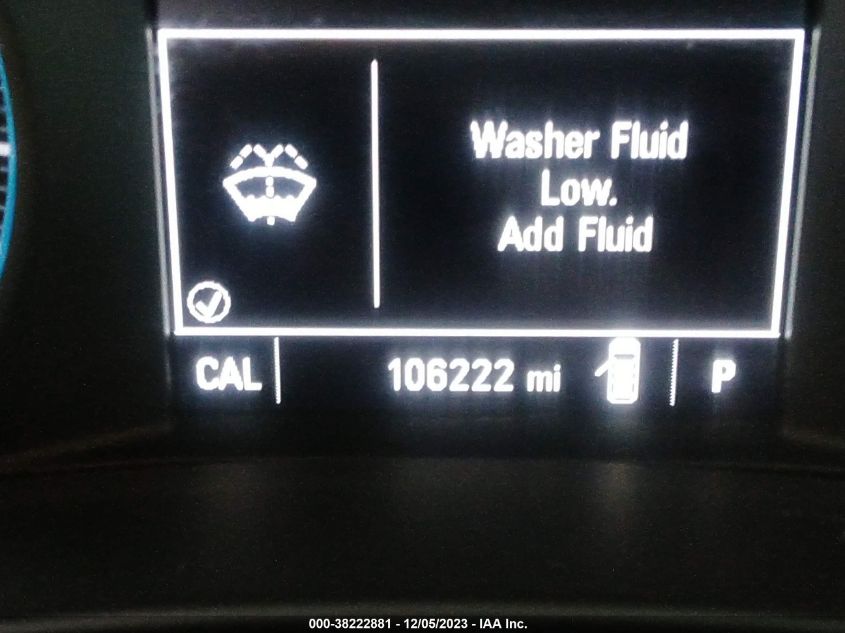 Washer Fluid
Low.
Add Fluid
CAL 106222 mi P
000-38222881 - 12/05/2023 - IAA Inc.